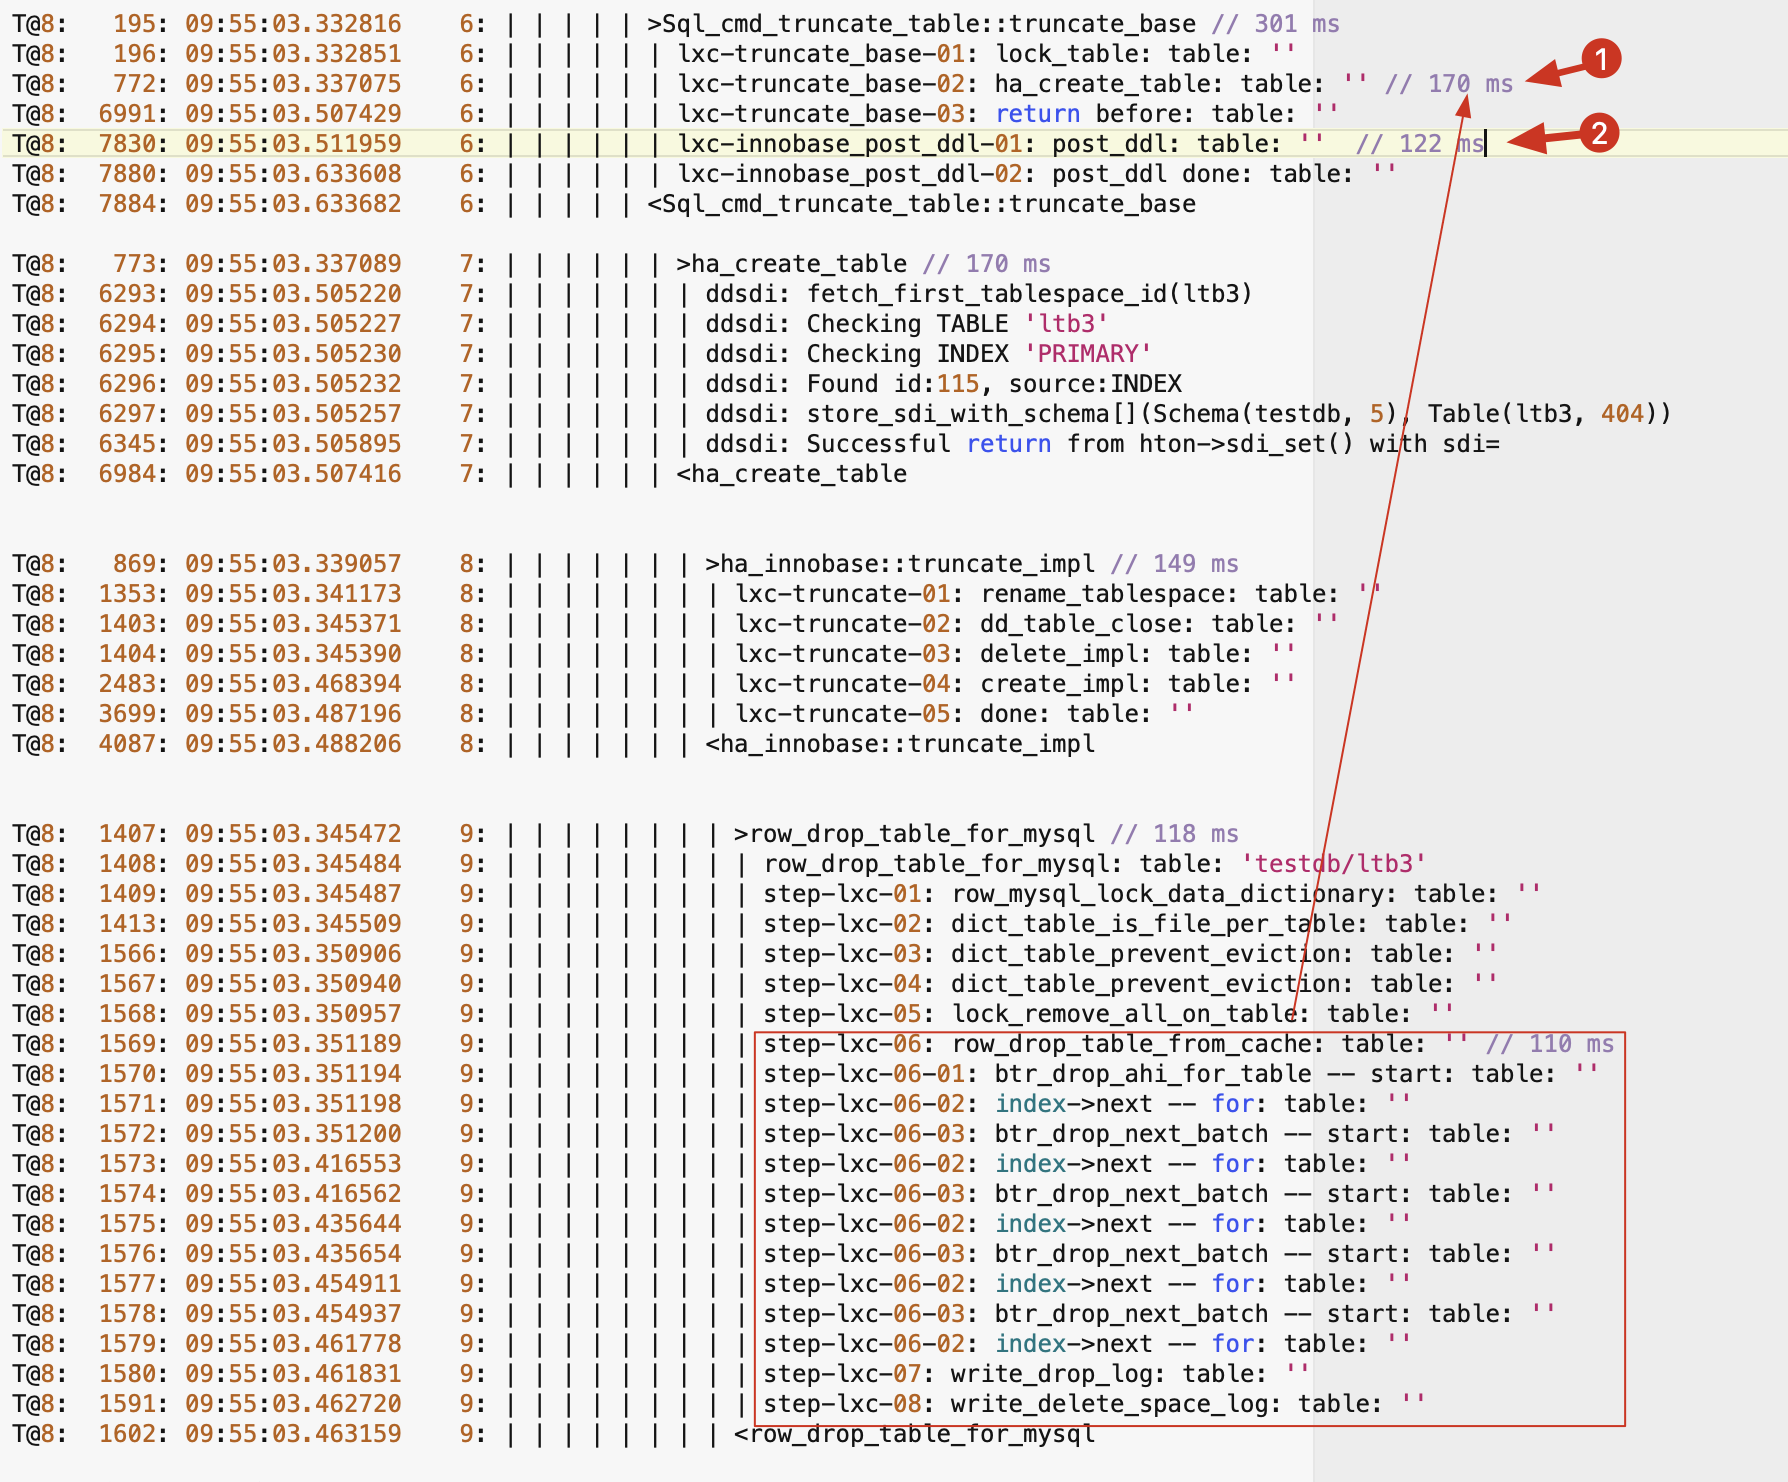 T@8:   195: 09:55:03.332816    6: | | | | | >Sql_cmd_truncate_table::truncate_base // 301 ms
T@8:   196: 09:55:03.332851    6: | | | | | | lxc-truncate_base-01: lock_table: table: ''
T@8:   772: 09:55:03.337075    6: | | | | | | lxc-truncate_base-02: ha_create_table: table: '' // 170 ms 1
T@8:  6991: 09:55:03.507429    6: | | | | | | lxc-truncate_base-03: return before: table: ''
T@8:  7830: 09:55:03.511959    6: | | | | | | lxc-innobase_post_ddl-01: post_ddl: table: ''  // 122 ms 2
T@8:  7880: 09:55:03.633608    6: | | | | | | lxc-innobase_post_ddl-02: post_ddl done: table: ''
T@8:  7884: 09:55:03.633682    6: | | | | | <Sql_cmd_truncate_table::truncate_base
T@8:   773: 09:55:03.337089    7: | | | | | | >ha_create_table // 170 ms
T@8:  6293: 09:55:03.505220    7: | | | | | | | ddsdi: fetch_first_tablespace_id(ltb3)
T@8:  6294: 09:55:03.505227    7: | | | | | | | ddsdi: Checking TABLE 'ltb3'
T@8:  6295: 09:55:03.505230    7: | | | | | | | ddsdi: Checking INDEX 'PRIMARY'
T@8:  6296: 09:55:03.505232    7: | | | | | | | ddsdi: Found id:115, source:INDEX
T@8:  6297: 09:55:03.505257    7: | | | | | | | ddsdi: store_sdi_with_schema[](Schema(testdb, 5), Table(ltb3, 404))
T@8:  6345: 09:55:03.505895    7: | | | | | | | ddsdi: Successful return from hton->sdi_set() with sdi=
T@8:  6984: 09:55:03.507416    7: | | | | | | <ha_create_table
T@8:   869: 09:55:03.339057    8: | | | | | | | >ha_innobase::truncate_impl // 149 ms
T@8:  1353: 09:55:03.341173    8: | | | | | | | | lxc-truncate-01: rename_tablespace: table: ''
T@8:  1403: 09:55:03.345371    8: | | | | | | | | lxc-truncate-02: dd_table_close: table: ''
T@8:  1404: 09:55:03.345390    8: | | | | | | | | lxc-truncate-03: delete_impl: table: ''
T@8:  2483: 09:55:03.468394    8: | | | | | | | | lxc-truncate-04: create_impl: table: ''
T@8:  3699: 09:55:03.487196    8: | | | | | | | | lxc-truncate-05: done: table: ''
T@8:  4087: 09:55:03.488206    8: | | | | | | | <ha_innobase::truncate_impl
T@8:  1407: 09:55:03.345472    9: | | | | | | | | >row_drop_table_for_mysql // 118 ms
T@8:  1408: 09:55:03.345484    9: | | | | | | | | | row_drop_table_for_mysql: table: 'testdb/ltb3'
T@8:  1409: 09:55:03.345487    9: | | | | | | | | | step-lxc-01: row_mysql_lock_data_dictionary: table: ''
T@8:  1413: 09:55:03.345509    9: | | | | | | | | | step-lxc-02: dict_table_is_file_per_table: table: ''
T@8:  1566: 09:55:03.350906    9: | | | | | | | | | step-lxc-03: dict_table_prevent_eviction: table: ''
T@8:  1567: 09:55:03.350940    9: | | | | | | | | | step-lxc-04: dict_table_prevent_eviction: table: ''
T@8:  1568: 09:55:03.350957    9: | | | | | | | | | step-lxc-05: lock_remove_all_on_table: table: ''
T@8:  1569: 09:55:03.351189    9: | | | | | | | | | step-lxc-06: row_drop_table_from_cache: table: '' // 110 ms
T@8:  1570: 09:55:03.351194    9: | | | | | | | | | step-lxc-06-01: btr_drop_ahi_for_table -- start: table: ''
T@8:  1571: 09:55:03.351198    9: | | | | | | | | | step-lxc-06-02: index->next -- for: table: ''
T@8:  1572: 09:55:03.351200    9: | | | | | | | | | step-lxc-06-03: btr_drop_next_batch -- start: table: ''
T@8:  1573: 09:55:03.416553    9: | | | | | | | | | step-lxc-06-02: index->next -- for: table: ''
T@8:  1574: 09:55:03.416562    9: | | | | | | | | | step-lxc-06-03: btr_drop_next_batch -- start: table: ''
T@8:  1575: 09:55:03.435644    9: | | | | | | | | | step-lxc-06-02: index->next -- for: table: ''
T@8:  1576: 09:55:03.435654    9: | | | | | | | | | step-lxc-06-03: btr_drop_next_batch -- start: table: ''
T@8:  1577: 09:55:03.454911    9: | | | | | | | | | step-lxc-06-02: index->next -- for: table: ''
T@8:  1578: 09:55:03.454937    9: | | | | | | | | | step-lxc-06-03: btr_drop_next_batch -- start: table: ''
T@8:  1579: 09:55:03.461778    9: | | | | | | | | | step-lxc-06-02: index->next -- for: table: ''
T@8:  1580: 09:55:03.461831    9: | | | | | | | | | step-lxc-07: write_drop_log: table: ''
T@8:  1591: 09:55:03.462720    9: | | | | | | | | | step-lxc-08: write_delete_space_log: table: ''
T@8:  1602: 09:55:03.463159    9: | | | | | | | | <row_drop_table_for_mysql